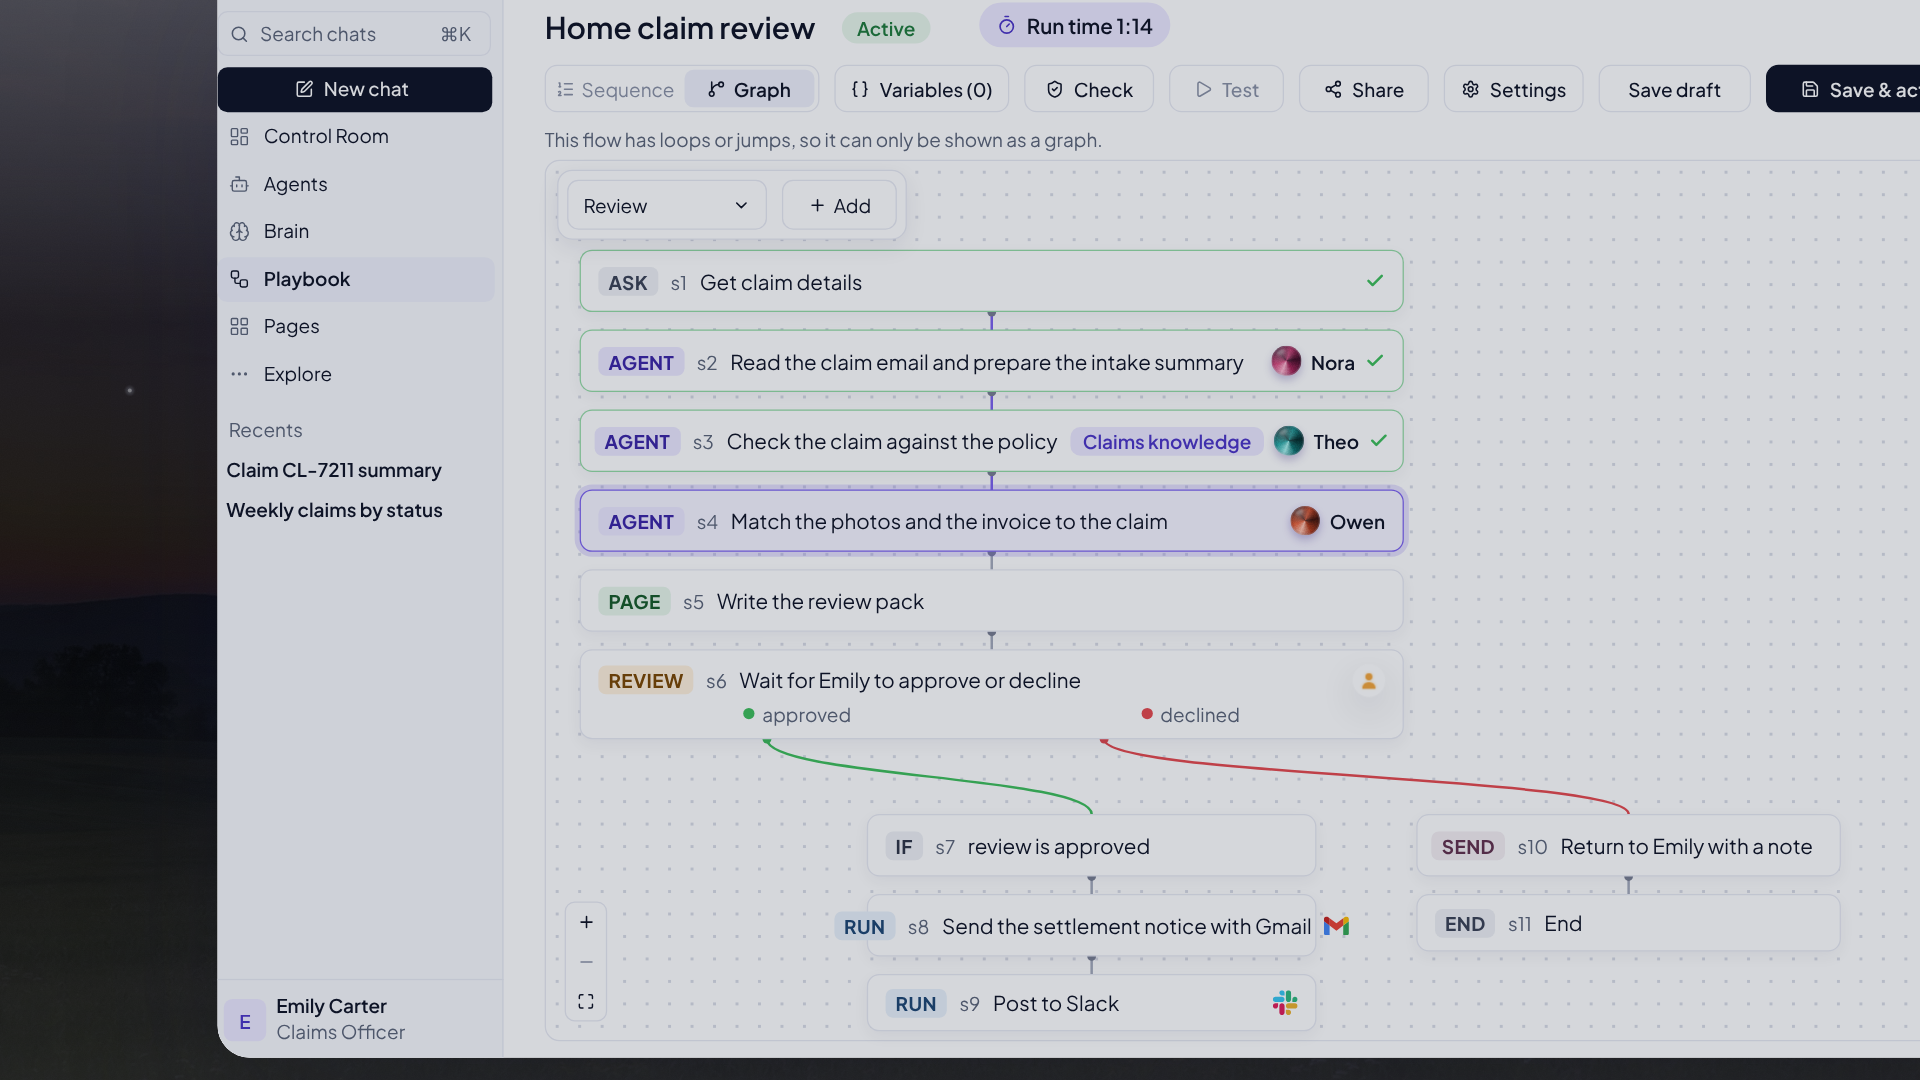 Search chats ⌘K
New chat
Control Room
Agents
Brain
Playbook
Pages
Explore
Recents
Claim CL-7211 summary
Weekly claims by status
E
Emily Carter
Claims Officer
Home claim review
Active
Run time 1:14
Sequence
Graph
{} Variables (0)
Check
Test
Share
Settings
Save draft
This flow has loops or jumps, so it can only be shown as a graph.
Review
+ Add
ASK s1 Get claim details
AGENT s2 Read the claim email and prepare the intake summary Nora
AGENT s3 Check the claim against the policy Claims knowledge Theo
AGENT s4 Match the photos and the invoice to the claim Owen
PAGE s5 Write the review pack
REVIEW s6 Wait for Emily to approve or decline
approved declined
IF s7 review is approved
SEND s10 Return to Emily with a note
RUN s8 Send the settlement notice with Gmail
END s11 End
RUN s9 Post to Slack